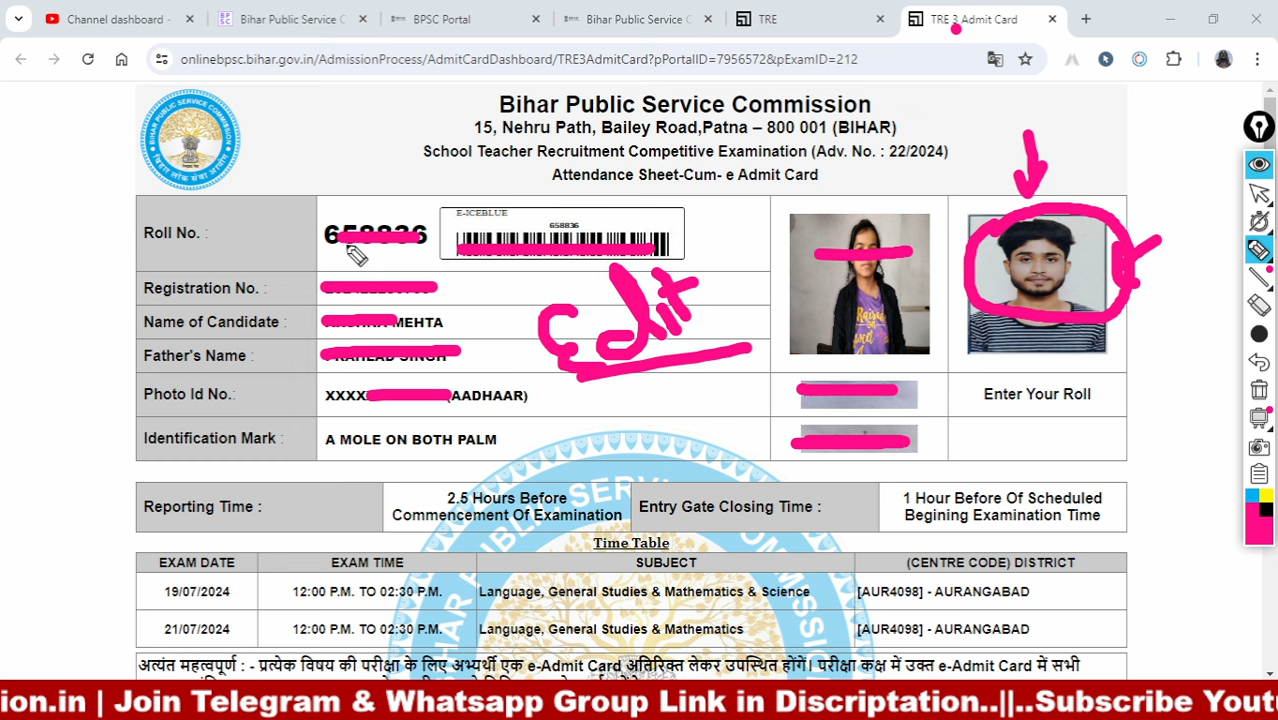 Channel dashboard -
Bihar Public Service C
BPSC Portal
Bihar Public Service C
TRE
TRE 3 Admit Card
onlinebpsc.bihar.gov.in/AdmissionProcess/AdmitCardDashboard/TRE3AdmitCard?pPortalID=7956572&pExamID=212
Bihar Public Service Commission
15, Nehru Path, Bailey Road,Patna – 800 001 (BIHAR)
School Teacher Recruitment Competitive Examination (Adv. No. : 22/2024)
Attendance Sheet-Cum- e Admit Card
BIHAR PUBLIC SERVICE COMMISSION
बिहार लोक सेवा आयोग
Roll No. :
E-ICEBLUE
658836
Registration No. :
Name of Candidate :
MEHTA
Edit
Father's Name :
Photo Id No.:
XXXX
(AADHAAR)
Enter Your Roll
Identification Mark :
A MOLE ON BOTH PALM
Reporting Time :
2.5 Hours Before
Commencement Of Examination
Entry Gate Closing Time :
1 Hour Before Of Scheduled
Begining Examination Time
Time Table
EXAM DATE EXAM TIME SUBJECT (CENTRE CODE) DISTRICT
19/07/2024 12:00 P.M. TO 02:30 P.M. Language, General Studies & Mathematics & Science [AUR4098] - AURANGABAD
21/07/2024 12:00 P.M. TO 02:30 P.M. Language, General Studies & Mathematics [AUR4098] - AURANGABAD
अत्यंत महत्वपूर्ण : - प्रत्येक विषय की परीक्षा के लिए अभ्यर्थी एक e-Admit Card अतिरिक्त लेकर उपस्थित होंगें। परीक्षा कक्ष में उक्त e-Admit Card में सभी
ion.in | Join Telegram & Whatsapp Group Link in Discriptation..||..Subscribe Yout